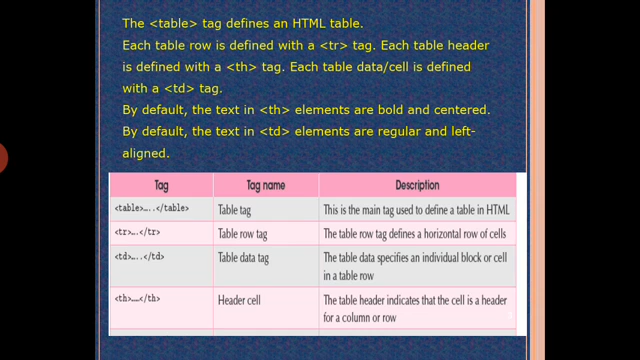 The <table> tag defines an HTML table.
Each table row is defined with a <tr> tag. Each table header
is defined with a <th> tag. Each table data/cell is defined
with a <td> tag.
By default, the text in <th> elements are bold and centered.
By default, the text in <td> elements are regular and left-
aligned.
Tag Tag name Description
<table>…..</table> Table tag This is the main tag used to define a table in HTML
<tr>…..</tr> Table row tag The table row tag defines a horizontal row of cells
<td>…..</td> Table data tag The table data specifies an individual block or cell
in a table row
<th>……</th> Header cell The table header indicates that the cell is a header
for a column or row